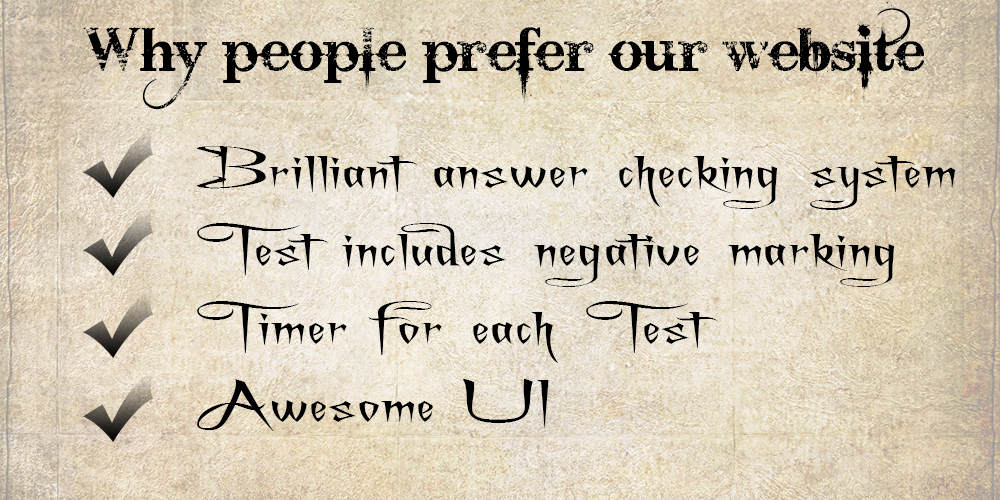 Why people prefer our website
Brilliant answer checking system
Test includes negative marking
Timer for each Test
Awesome UI